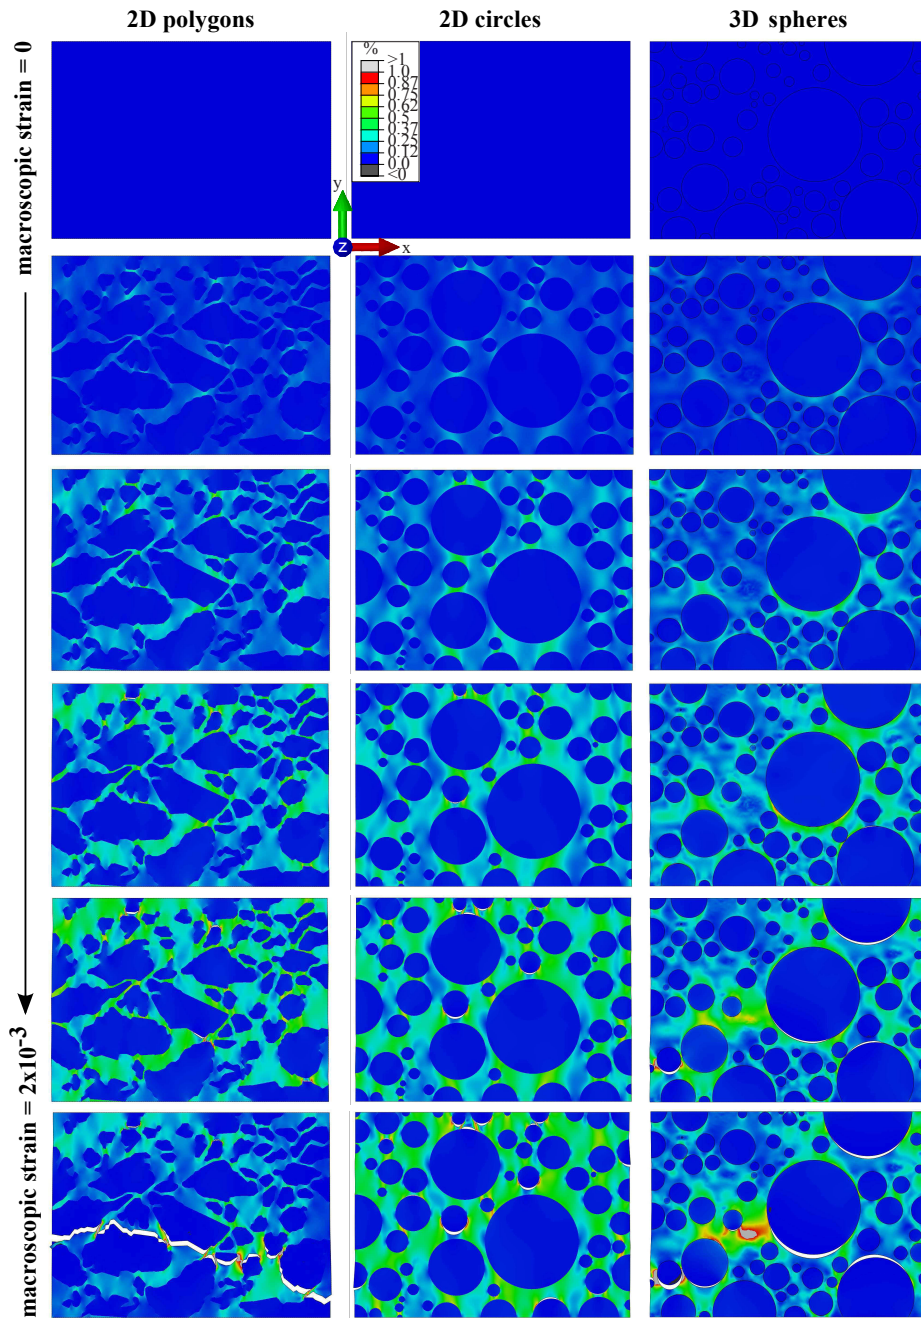 2D polygons 2D circles 3D spheres
macroscopic strain = 0
%
>1
1.0
0.87
0.75
0.62
0.5
0.37
0.25
0.12
0.0
<0
y
z x
macroscopic strain = 2x10⁻³